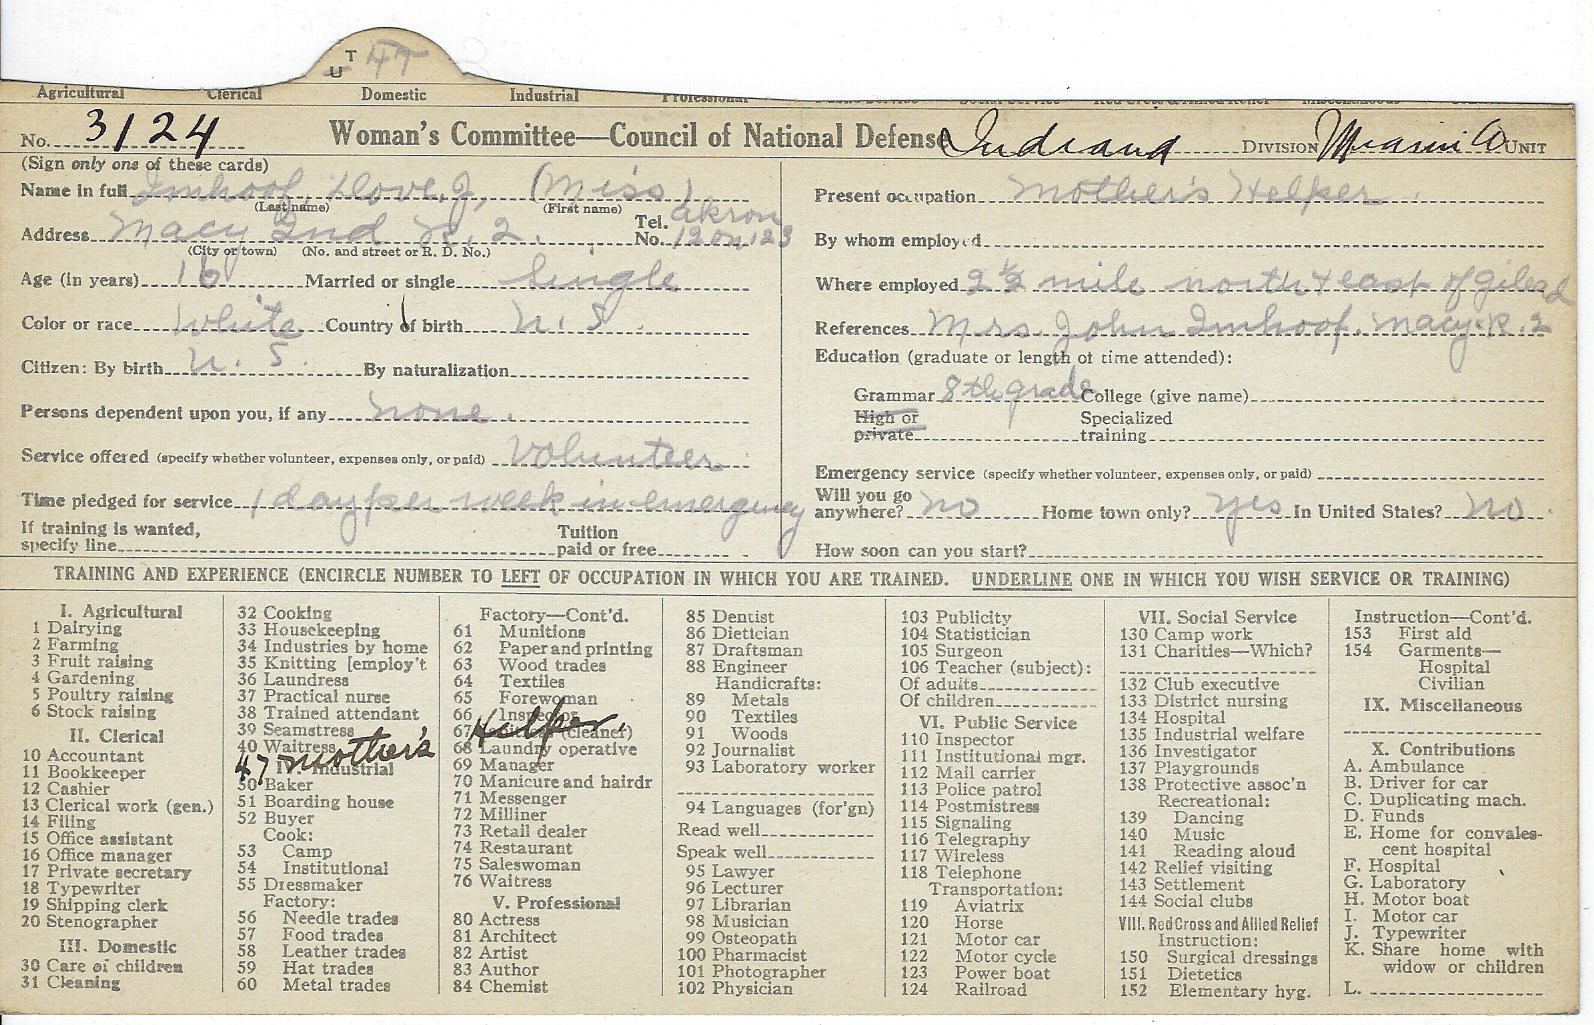 T
U 4T
Agricultural Clerical Domestic Industrial Professional Public Service Social Service Red Cross & Allied Relief Miscellaneous
No. 3124 Woman's Committee—Council of National Defense Indiana DIVISION Miami UNIT
(Sign only one of these cards)
Name in full Imhoof, Dove. J, (Miss)
(Last name) (First name)
Address Macy Ind R. 2. Tel. No. Akron 12 on 123
(City or town) (No. and street or R. D. No.)
Age (in years) 16 Married or single Single
Color or race White Country of birth U. S.
Citizen: By birth U. S. By naturalization
Persons dependent upon you, if any none.
Service offered (specify whether volunteer, expenses only, or paid) Volunteer
Time pledged for service 1 day per week in emergency
If training is wanted, specify line Tuition paid or free
Present occupation Mother's Helper.
By whom employed
Where employed 2 1/2 mile north & east of Gilead
References Mrs. John Imhoof. Macy R. 2
Education (graduate or length of time attended):
Grammar 8th grade College (give name)
High or private Specialized training
Emergency service (specify whether volunteer, expenses only, or paid)
Will you go anywhere? no Home town only? yes In United States? no.
How soon can you start?
TRAINING AND EXPERIENCE (ENCIRCLE NUMBER TO LEFT OF OCCUPATION IN WHICH YOU ARE TRAINED. UNDERLINE ONE IN WHICH YOU WISH SERVICE OR TRAINING)
I. Agricultural
1 Dairying
2 Farming
3 Fruit raising
4 Gardening
5 Poultry raising
6 Stock raising
II. Clerical
10 Accountant
11 Bookkeeper
12 Cashier
13 Clerical work (gen.)
14 Filing
15 Office assistant
16 Office manager
17 Private secretary
18 Typewriter
19 Shipping clerk
20 Stenographer
III. Domestic
30 Care of children
31 Cleaning
32 Cooking
33 Housekeeping
34 Industries by home
35 Knitting [employ't
36 Laundress
37 Practical nurse
38 Trained attendant
39 Seamstress
40 Waitress
47 Mother's Helper.
IV. Industrial
50 Baker
51 Boarding house
52 Buyer
Cook:
53 Camp
54 Institutional
55 Dressmaker
Factory:
56 Needle trades
57 Food trades
58 Leather trades
59 Hat trades
60 Metal trades
Factory—Cont'd.
61 Munitions
62 Paper and printing
63 Wood trades
64 Textiles
65 Forewoman
66 Inspector
67 (cleaner)
68 Laundry operative
69 Manager
70 Manicure and hairdr
71 Messenger
72 Milliner
73 Retail dealer
74 Restaurant
75 Saleswoman
76 Waitress
V. Professional
80 Actress
81 Architect
82 Artist
83 Author
84 Chemist
85 Dentist
86 Dietician
87 Draftsman
88 Engineer
Handicrafts:
89 Metals
90 Textiles
91 Woods
92 Journalist
93 Laboratory worker
94 Languages (for'gn)
Read well
Speak well
95 Lawyer
96 Lecturer
97 Librarian
98 Musician
99 Osteopath
100 Pharmacist
101 Photographer
102 Physician
103 Publicity
104 Statistician
105 Surgeon
106 Teacher (subject):
Of adults
Of children
VI. Public Service
110 Inspector
111 Institutional mgr.
112 Mail carrier
113 Police patrol
114 Postmistress
115 Signaling
116 Telegraphy
117 Wireless
118 Telephone
Transportation:
119 Aviatrix
120 Horse
121 Motor car
122 Motor cycle
123 Power boat
124 Railroad
VII. Social Service
130 Camp work
131 Charities—Which?
132 Club executive
133 District nursing
134 Hospital
135 Industrial welfare
136 Investigator
137 Playgrounds
138 Protective assoc'n
Recreational:
139 Dancing
140 Music
141 Reading aloud
142 Relief visiting
143 Settlement
144 Social clubs
VIII. Red Cross and Allied Relief
Instruction:
150 Surgical dressings
151 Dietetics
152 Elementary hyg.
Instruction—Cont'd.
153 First aid
154 Garments—
Hospital
Civilian
IX. Miscellaneous
X. Contributions
A. Ambulance
B. Driver for car
C. Duplicating mach.
D. Funds
E. Home for convales-
cent hospital
F. Hospital
G. Laboratory
H. Motor boat
I. Motor car
J. Typewriter
K. Share home with
widow or children
L.